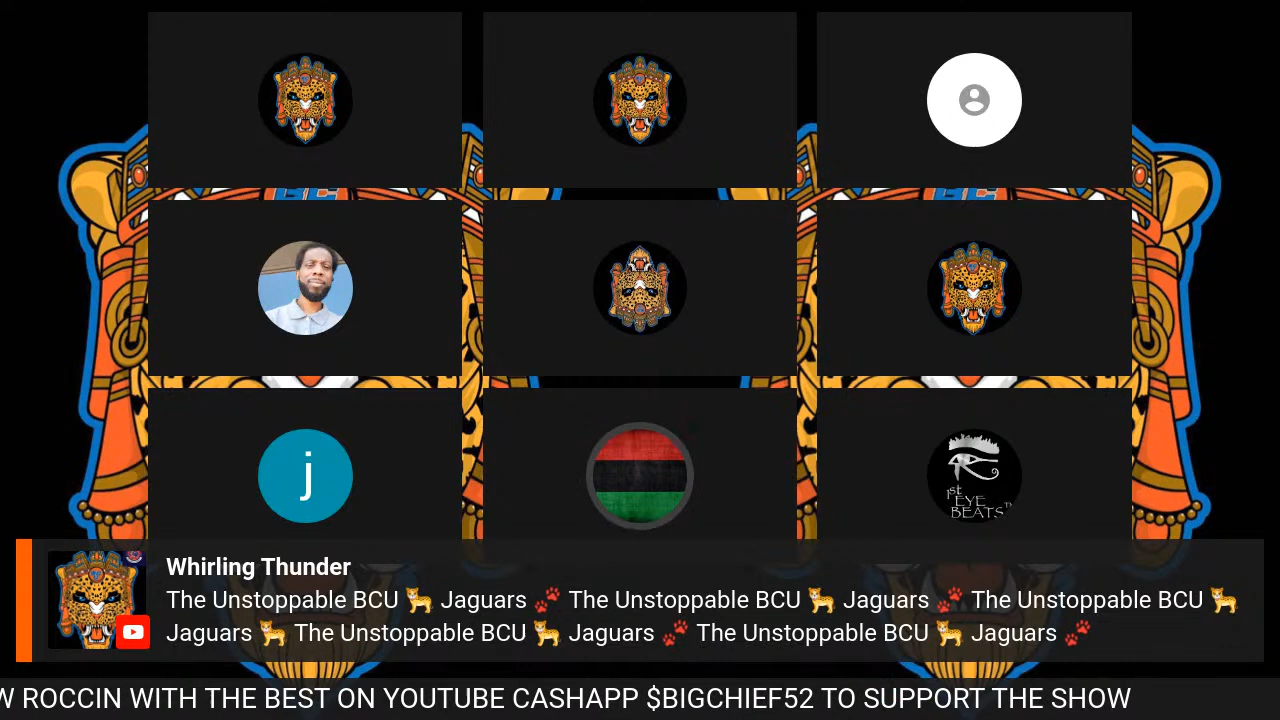 j
1st
EYE
BEATS™
Whirling Thunder
The Unstoppable BCU 🐆 Jaguars 🐾 The Unstoppable BCU 🐆 Jaguars 🐾 The Unstoppable BCU 🐆
Jaguars 🐆 The Unstoppable BCU 🐆 Jaguars 🐾 The Unstoppable BCU 🐆 Jaguars 🐾
W ROCCIN WITH THE BEST ON YOUTUBE CASHAPP $BIGCHIEF52 TO SUPPORT THE SHOW